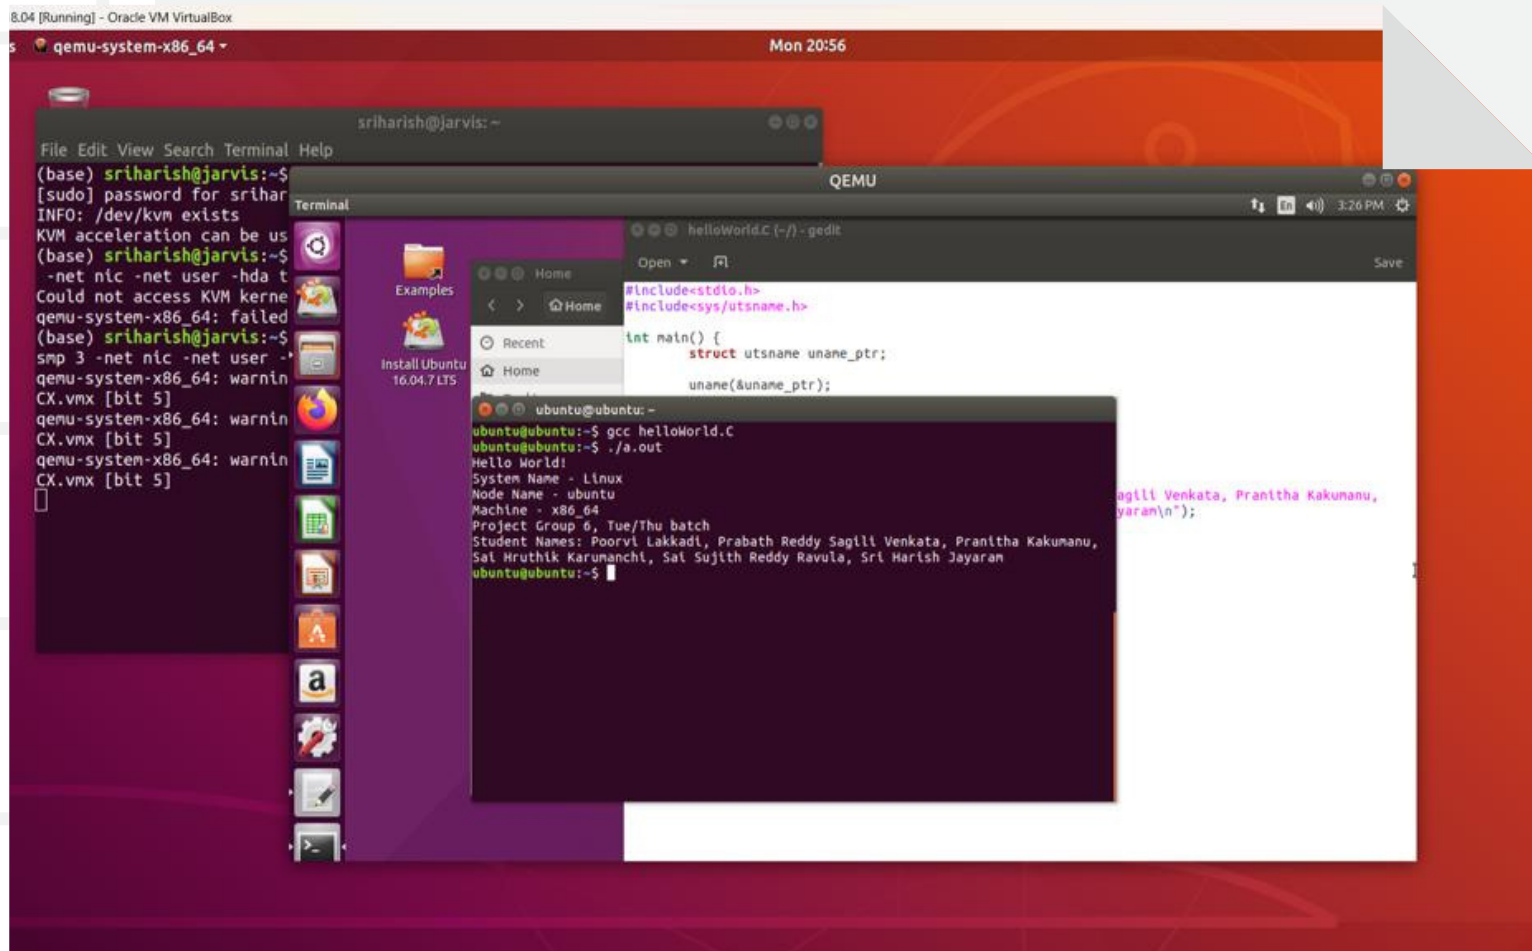 8.04 [Running] - Oracle VM VirtualBox
s qemu-system-x86_64
Mon 20:56
sriharish@jarvis: ~
File Edit View Search Terminal Help
(base) sriharish@jarvis:~$
[sudo] password for srihar
INFO: /dev/kvm exists
KVM acceleration can be us
(base) sriharish@jarvis:~$
-net nic -net user -hda t
Could not access KVM kerne
qemu-system-x86_64: failed
(base) sriharish@jarvis:~$
smp 3 -net nic -net user -
qemu-system-x86_64: warnin
CX.vmx [bit 5]
qemu-system-x86_64: warnin
CX.vmx [bit 5]
qemu-system-x86_64: warnin
CX.vmx [bit 5]
QEMU
Terminal
En 3:26 PM
Examples
Install Ubuntu
16.04.7 LTS
Home
Home
Recent
Home
helloWorld.C (~/) - gedit
Open
Save
#include<stdio.h>
#include<sys/utsname.h>
int main() {
struct utsname uname_ptr;
uname(&uname_ptr);
agili Venkata, Pranitha Kakumanu,
yaram\n");
ubuntu@ubuntu: ~
ubuntu@ubuntu:~$ gcc helloWorld.C
ubuntu@ubuntu:~$ ./a.out
Hello World!
System Name - Linux
Node Name - ubuntu
Machine - x86_64
Project Group 6, Tue/Thu batch
Student Names: Poorvi Lakkadi, Prabath Reddy Sagili Venkata, Pranitha Kakumanu,
Sai Hruthik Karumanchi, Sai Sujith Reddy Ravula, Sri Harish Jayaram
ubuntu@ubuntu:~$
a